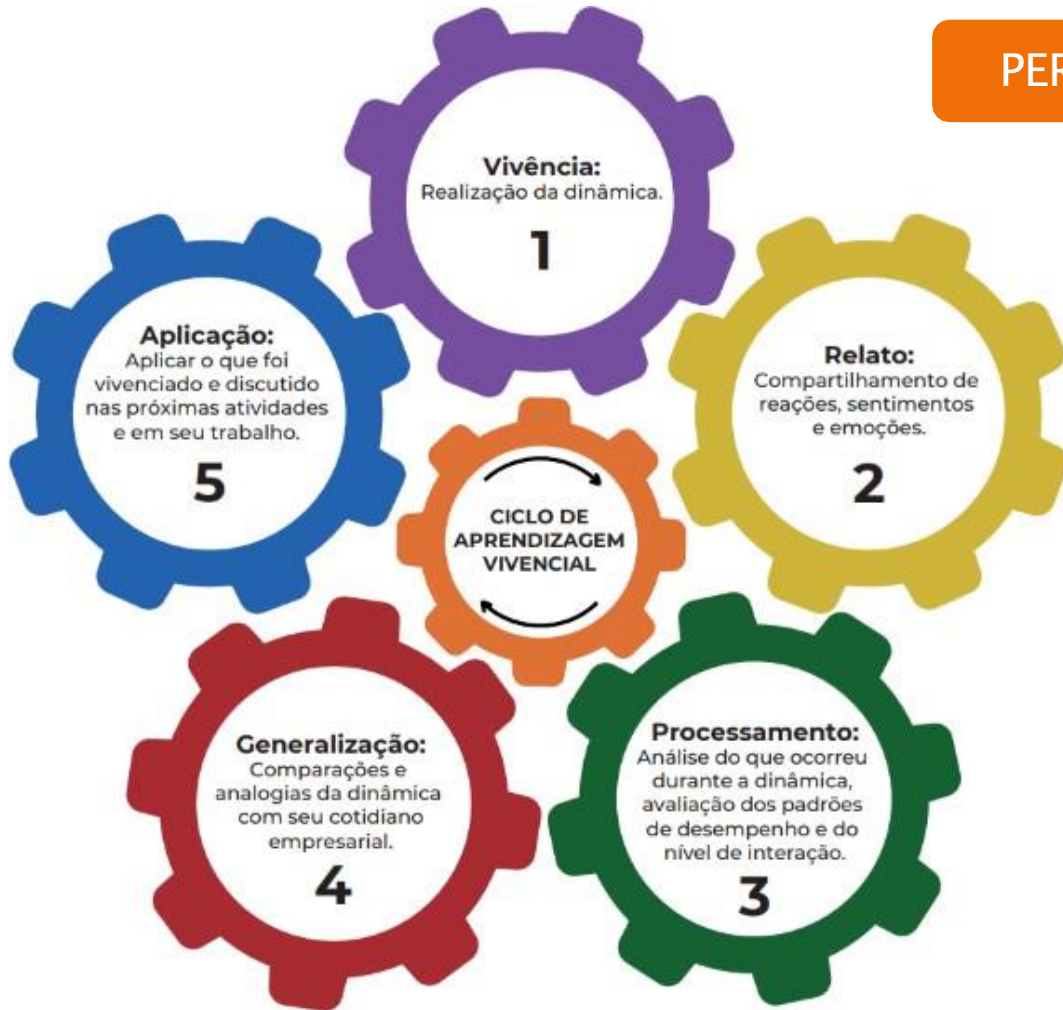 PER
Vivência:
Realização da dinâmica.
1
Relato:
Compartilhamento de
reações, sentimentos
e emoções.
2
Processamento:
Análise do que ocorreu
durante a dinâmica,
avaliação dos padrões
de desempenho e do
nível de interação.
3
Generalização:
Comparações e
analogias da dinâmica
com seu cotidiano
empresarial.
4
Aplicação:
Aplicar o que foi
vivenciado e discutido
nas próximas atividades
e em seu trabalho.
5
CICLO DE
APRENDIZAGEM
VIVENCIAL